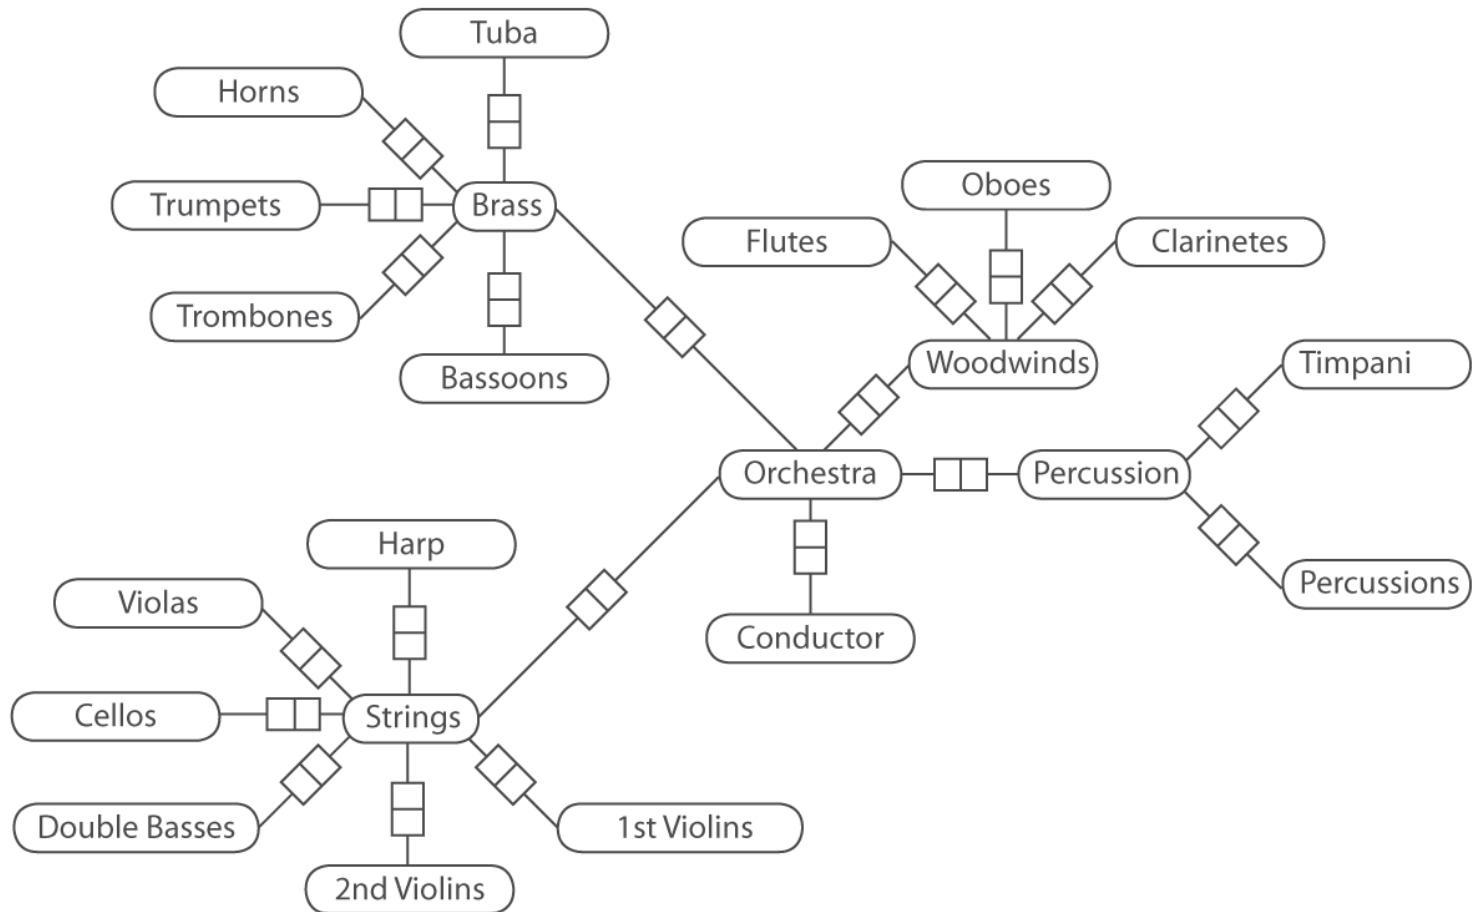 Tuba
Horns
Trumpets
Brass
Trombones
Bassoons
Oboes
Flutes
Clarinetes
Woodwinds
Timpani
Orchestra
Percussion
Percussions
Conductor
Harp
Violas
Cellos
Strings
Double Basses
1st Violins
2nd Violins